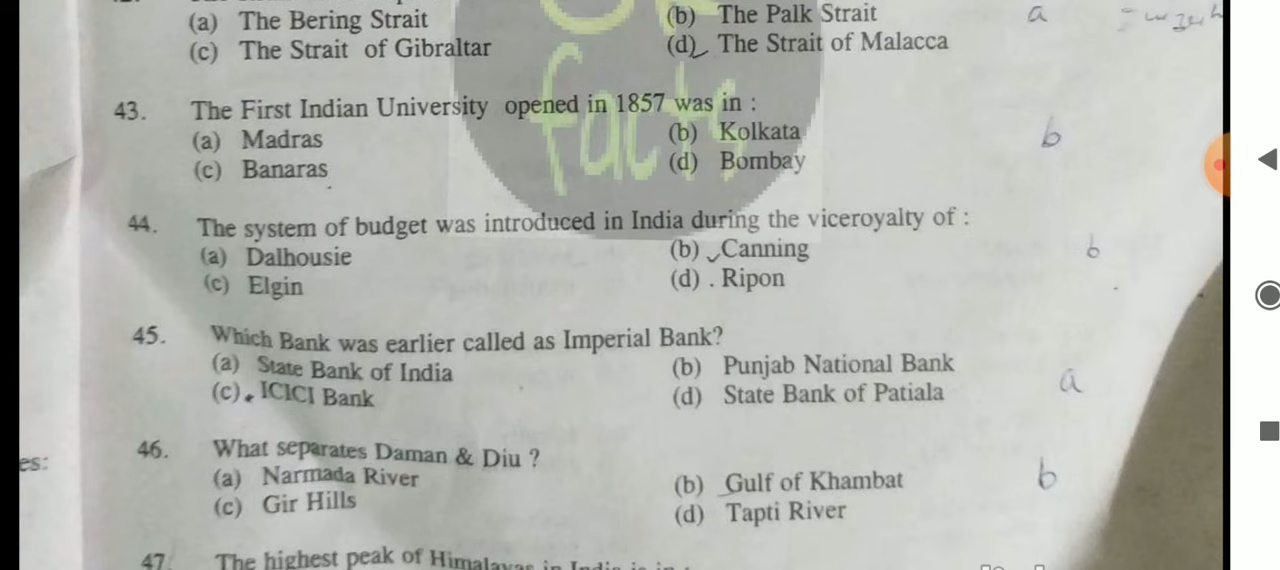 (a) The Bering Strait (b) The Palk Strait a
(c) The Strait of Gibraltar (d) The Strait of Malacca
43. The First Indian University opened in 1857 was in :
(a) Madras (b) Kolkata b
(c) Banaras (d) Bombay
facts
44. The system of budget was introduced in India during the viceroyalty of :
(a) Dalhousie (b) Canning b
(c) Elgin (d) . Ripon
45. Which Bank was earlier called as Imperial Bank?
(a) State Bank of India (b) Punjab National Bank a
(c) ICICI Bank (d) State Bank of Patiala
46. What separates Daman & Diu ?
es:
(a) Narmada River (b) Gulf of Khambat b
(c) Gir Hills (d) Tapti River
47. The highest peak of Himalayas in India is in :